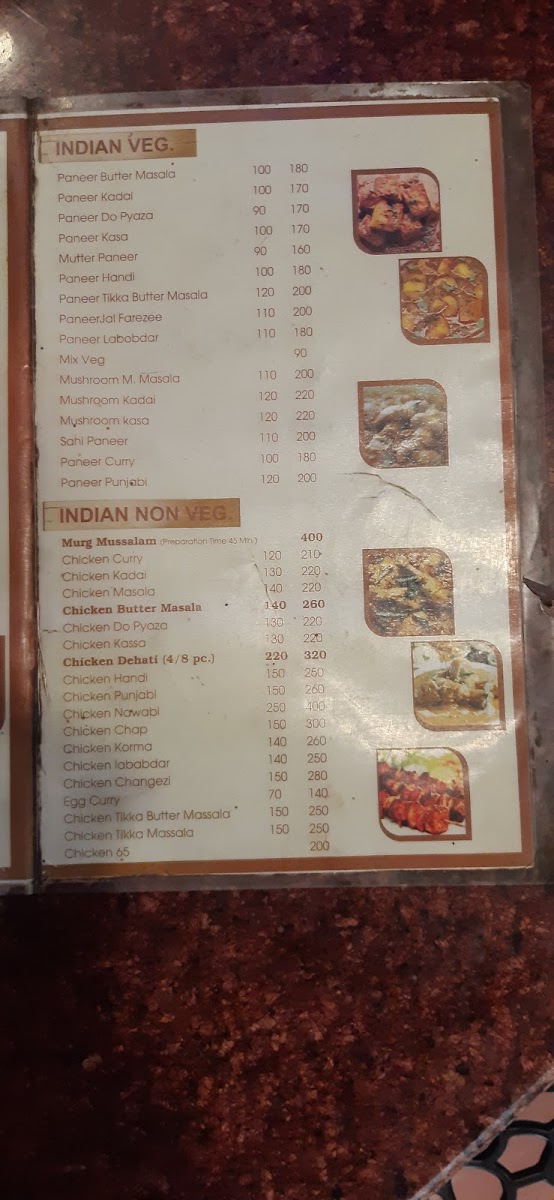 INDIAN VEG.
Paneer Butter Masala 100 180
Paneer Kadai 100 170
Paneer Do Pyaza 90 170
Paneer Kasa 100 170
Mutter Paneer 90 160
Paneer Handi 100 180
Paneer Tikka Butter Masala 120 200
PaneerJal Farezee 110 200
Paneer Labobdar 110 180
Mix Veg 90
Mushroom M. Masala 110 200
Mushroom Kadai 120 220
Mushroom kasa 120 220
Sahi Paneer 110 200
Paneer Curry 100 180
Paneer Punjabi 120 200
INDIAN NON VEG.
Murg Mussalam (Preparation Time 45 Min.) 400
Chicken Curry 120 210
Chicken Kadai 130 220
Chicken Masala 140 220
Chicken Butter Masala 140 260
Chicken Do Pyaza 130 220
Chicken Kassa 130 220
Chicken Dehati (4/8 pc.) 220 320
Chicken Handi 150 250
Chicken Punjabi 150 260
Chicken Nawabi 250 400
Chicken Chap 150 300
Chicken Korma 140 260
Chicken lababdar 140 250
Chicken Changezi 150 280
Egg Curry 70 140
Chicken Tikka Butter Massala 150 250
Chicken Tikka Massala 150 250
Chicken 65 200